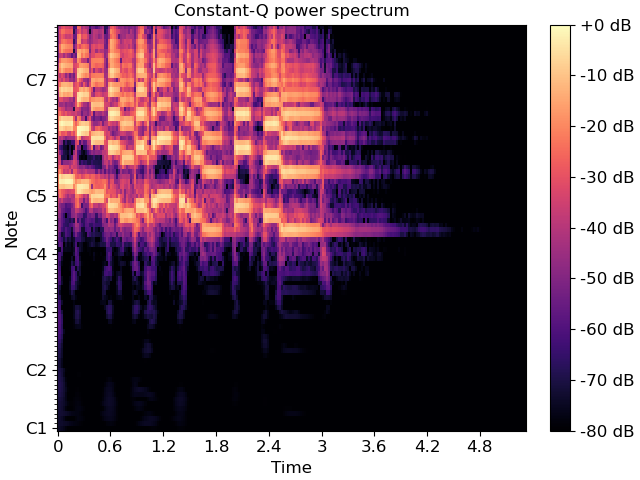 Constant-Q power spectrum
+0 dB
C7
-10 dB
C6
-20 dB
C5
-30 dB
Note
C4
-40 dB
C3
-50 dB
C2
-60 dB
C1
-70 dB
-80 dB
0 0.6 1.2 1.8 2.4 3 3.6 4.2 4.8
Time